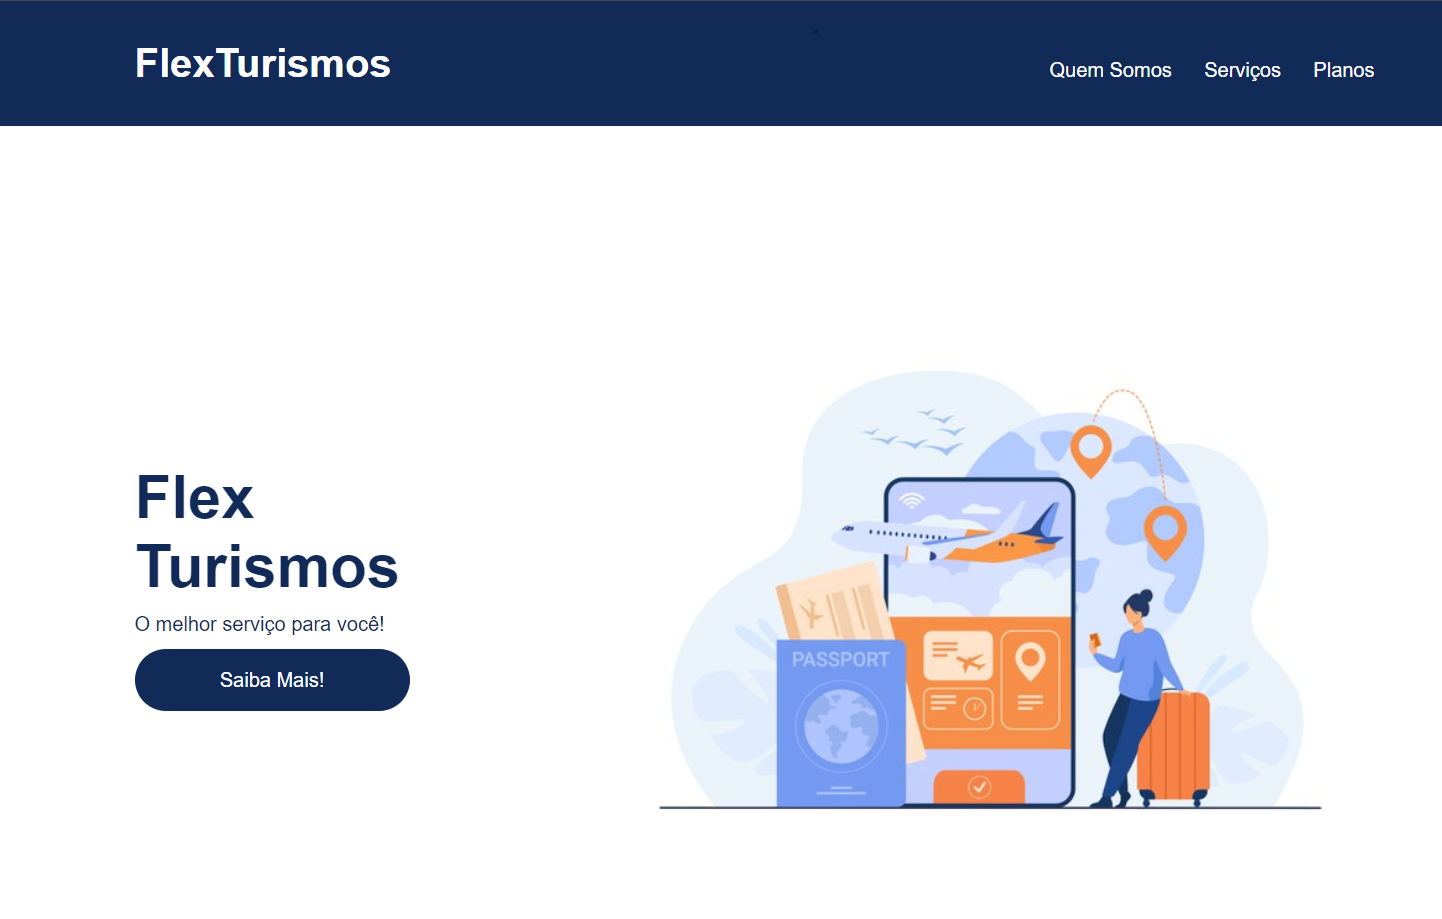 FlexTurismos
Quem Somos Serviços Planos
Flex
Turismos
O melhor serviço para você!
Saiba Mais!
PASSPORT